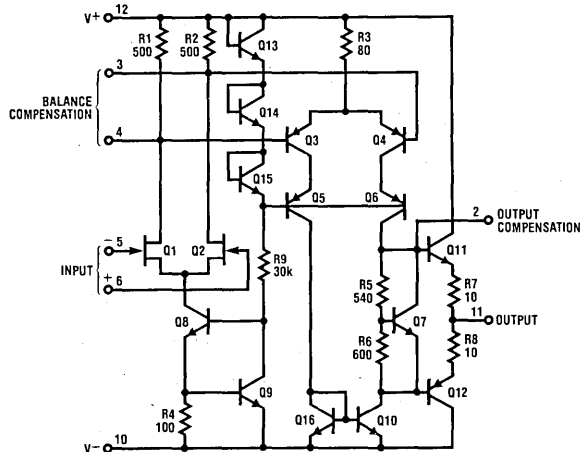 V+ 12
R1 500
R2 500
Q13
R3 80
3
BALANCE COMPENSATION
4
Q14
Q3
Q4
Q15
Q5
Q6
2 OUTPUT COMPENSATION
− 5
Q1
Q2
INPUT
+ 6
R9 30k
Q11
R5 540
R7 10
Q7
11 OUTPUT
Q8
R6 600
R8 10
R4 100
Q9
Q16
Q10
Q12
V− 10